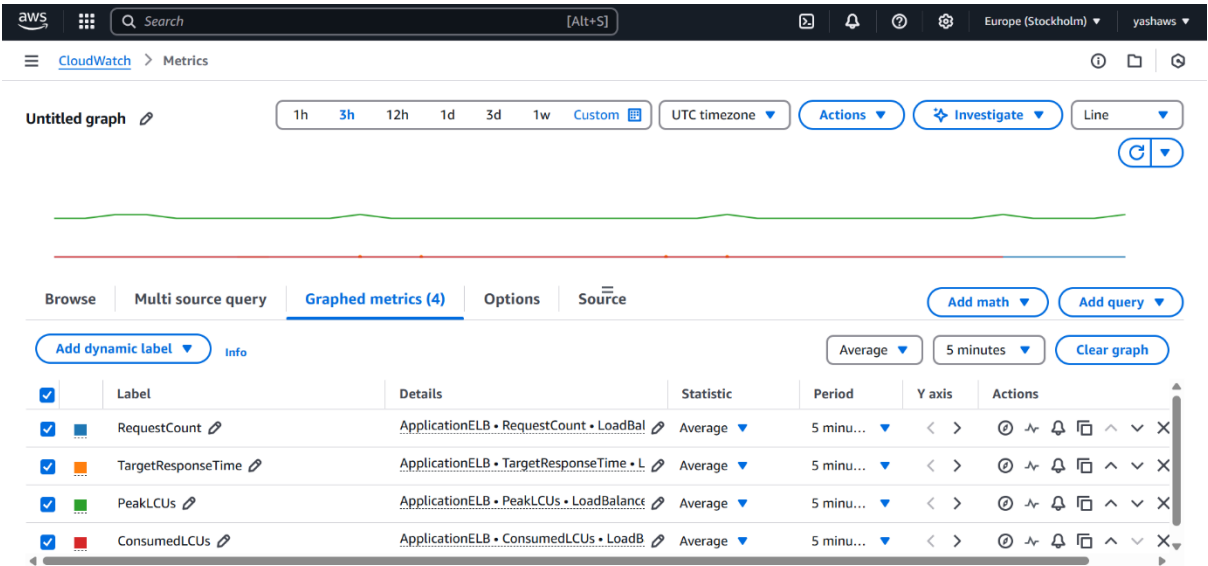 aws Search [Alt+S] Europe (Stockholm) yashaws
CloudWatch > Metrics
Untitled graph 1h 3h 12h 1d 3d 1w Custom UTC timezone Actions Investigate Line
Browse Multi source query Graphed metrics (4) Options Source Add math Add query
Add dynamic label Info Average 5 minutes Clear graph
Label Details Statistic Period Y axis Actions
RequestCount ApplicationELB • RequestCount • LoadBal Average 5 minu...
TargetResponseTime ApplicationELB • TargetResponseTime • L Average 5 minu...
PeakLCUs ApplicationELB • PeakLCUs • LoadBalance Average 5 minu...
ConsumedLCUs ApplicationELB • ConsumedLCUs • LoadB Average 5 minu...